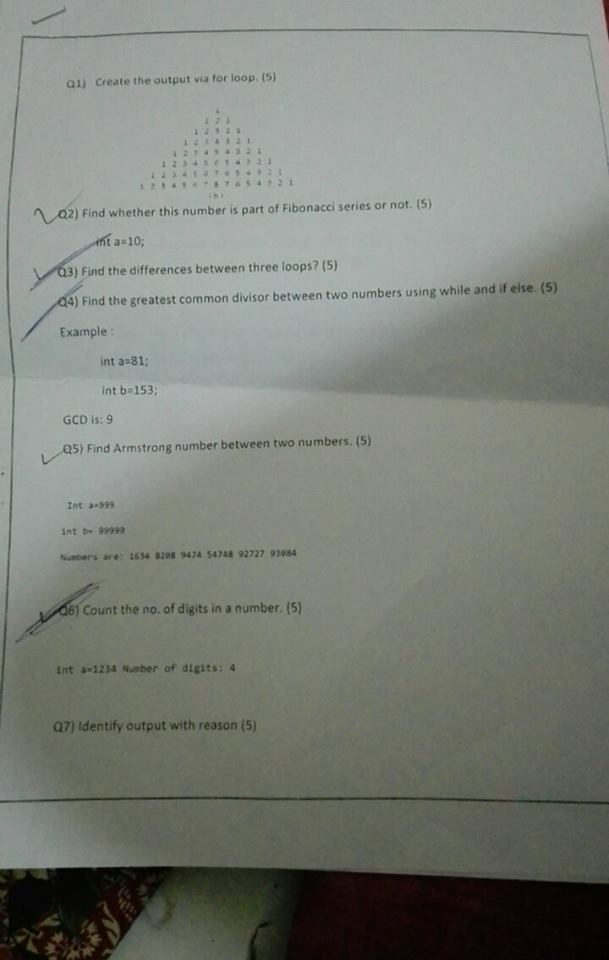 Q1) Create the output via for loop. (5)
1
1 2 1
1 2 3 2 1
1 2 3 4 3 2 1
1 2 3 4 5 4 3 2 1
1 2 3 4 5 6 5 4 3 2 1
1 2 3 4 5 6 7 6 5 4 3 2 1
1 2 3 4 5 6 7 8 7 6 5 4 3 2 1
Q2) Find whether this number is part of Fibonacci series or not. (5)
int a=10;
Q3) Find the differences between three loops? (5)
Q4) Find the greatest common divisor between two numbers using while and if else. (5)
Example :
int a=81;
int b=153;
GCD is: 9
Q5) Find Armstrong number between two numbers. (5)
Int a=999
int b= 99999
Numbers are: 1634 8208 9474 54748 92727 93084
Q6) Count the no. of digits in a number. (5)
int a=1234 Number of digits: 4
Q7) Identify output with reason (5)